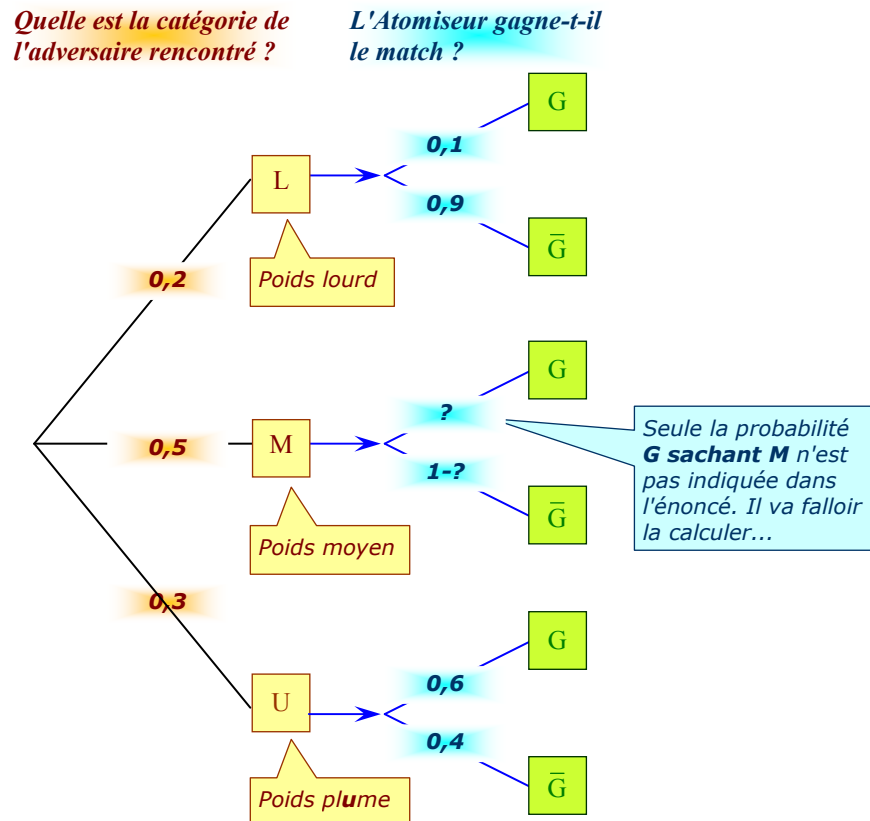 Quelle est la catégorie de
l'adversaire rencontré ?
L'Atomiseur gagne-t-il
le match ?
G
0,1
L
0,9
G̅
Poids lourd
0,2
G
?
0,5
M
1-?
G̅
Poids moyen
Seule la probabilité
G sachant M n'est
pas indiquée dans
l'énoncé. Il va falloir
la calculer...
0,3
G
0,6
U
0,4
G̅
Poids plume